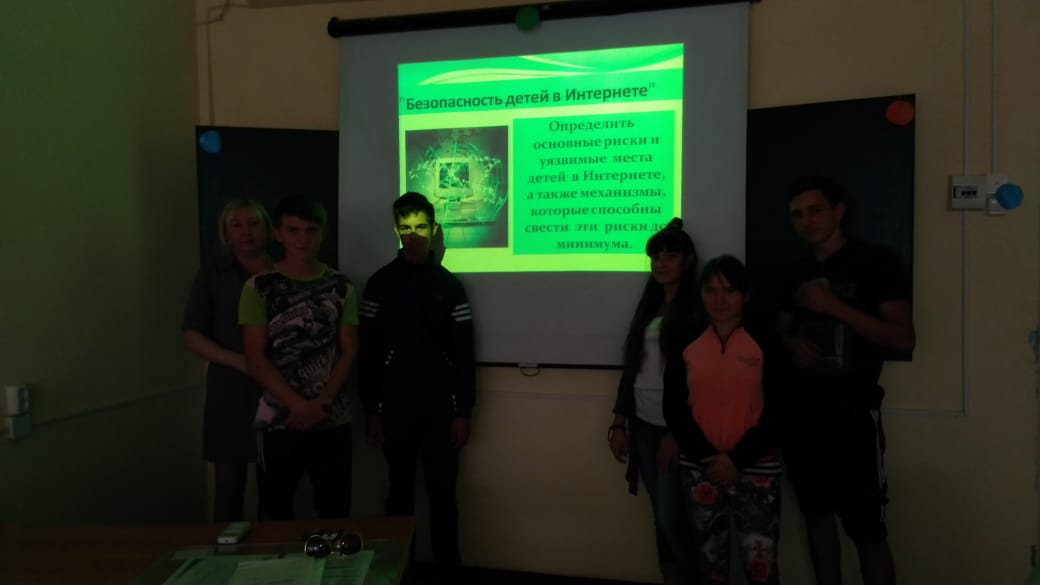 "Безопасность детей в Интернете"
Определить
основные риски и
уязвимые места
детей в Интернете,
а также механизмы,
которые способны
свести эти риски до
минимума.